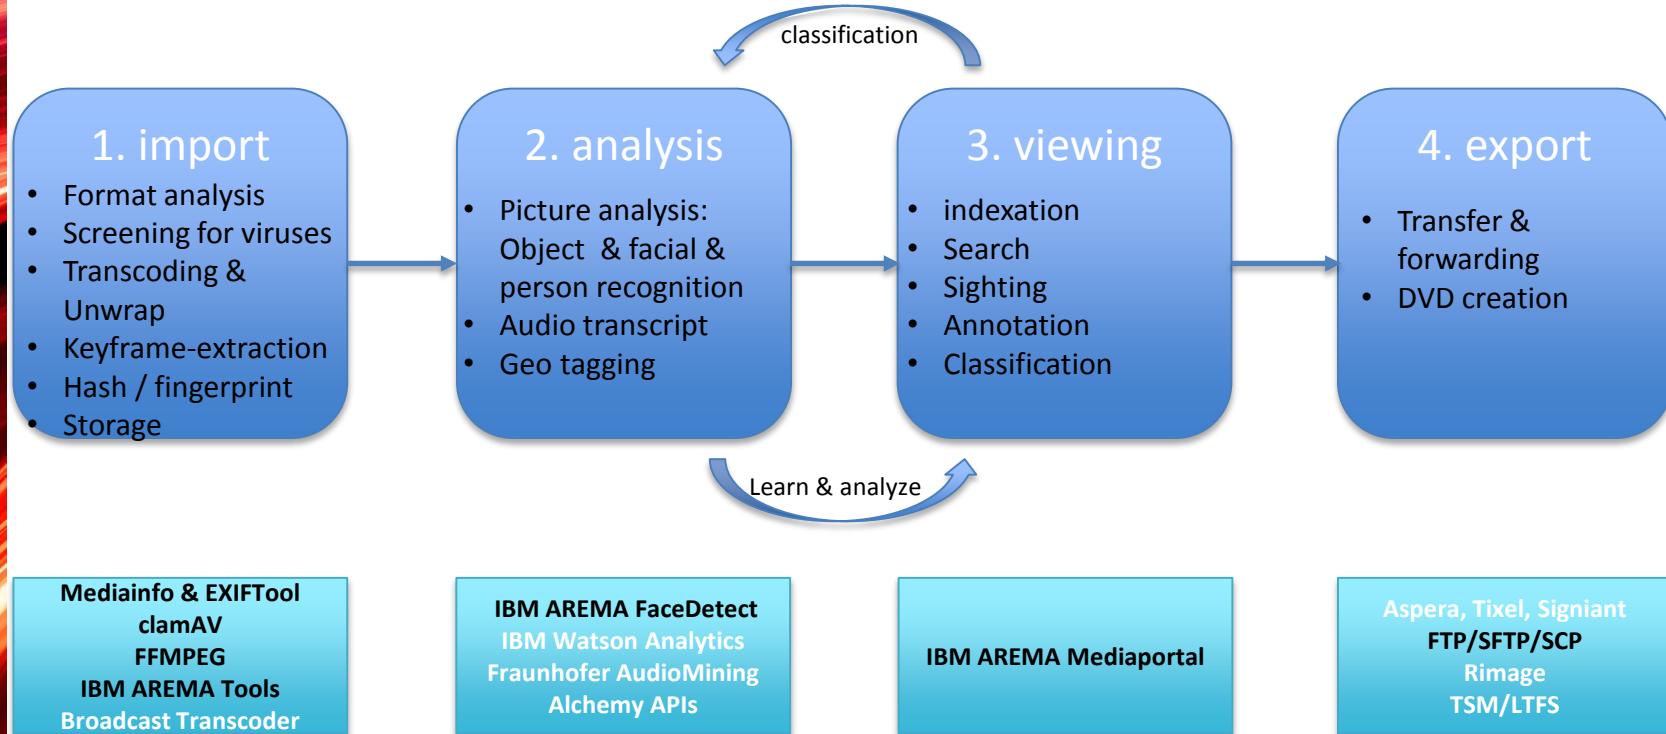 classification
1. import
• Format analysis
• Screening for viruses
• Transcoding &
Unwrap
• Keyframe-extraction
• Hash / fingerprint
• Storage
2. analysis
• Picture analysis:
Object & facial &
person recognition
• Audio transcript
• Geo tagging
3. viewing
• indexation
• Search
• Sighting
• Annotation
• Classification
4. export
• Transfer &
forwarding
• DVD creation
Learn & analyze
Mediainfo & EXIFTool
clamAV
FFMPEG
IBM AREMA Tools
Broadcast Transcoder
IBM AREMA FaceDetect
IBM Watson Analytics
Fraunhofer AudioMining
Alchemy APIs
IBM AREMA Mediaportal
Aspera, Tixel, Signiant
FTP/SFTP/SCP
Rimage
TSM/LTFS